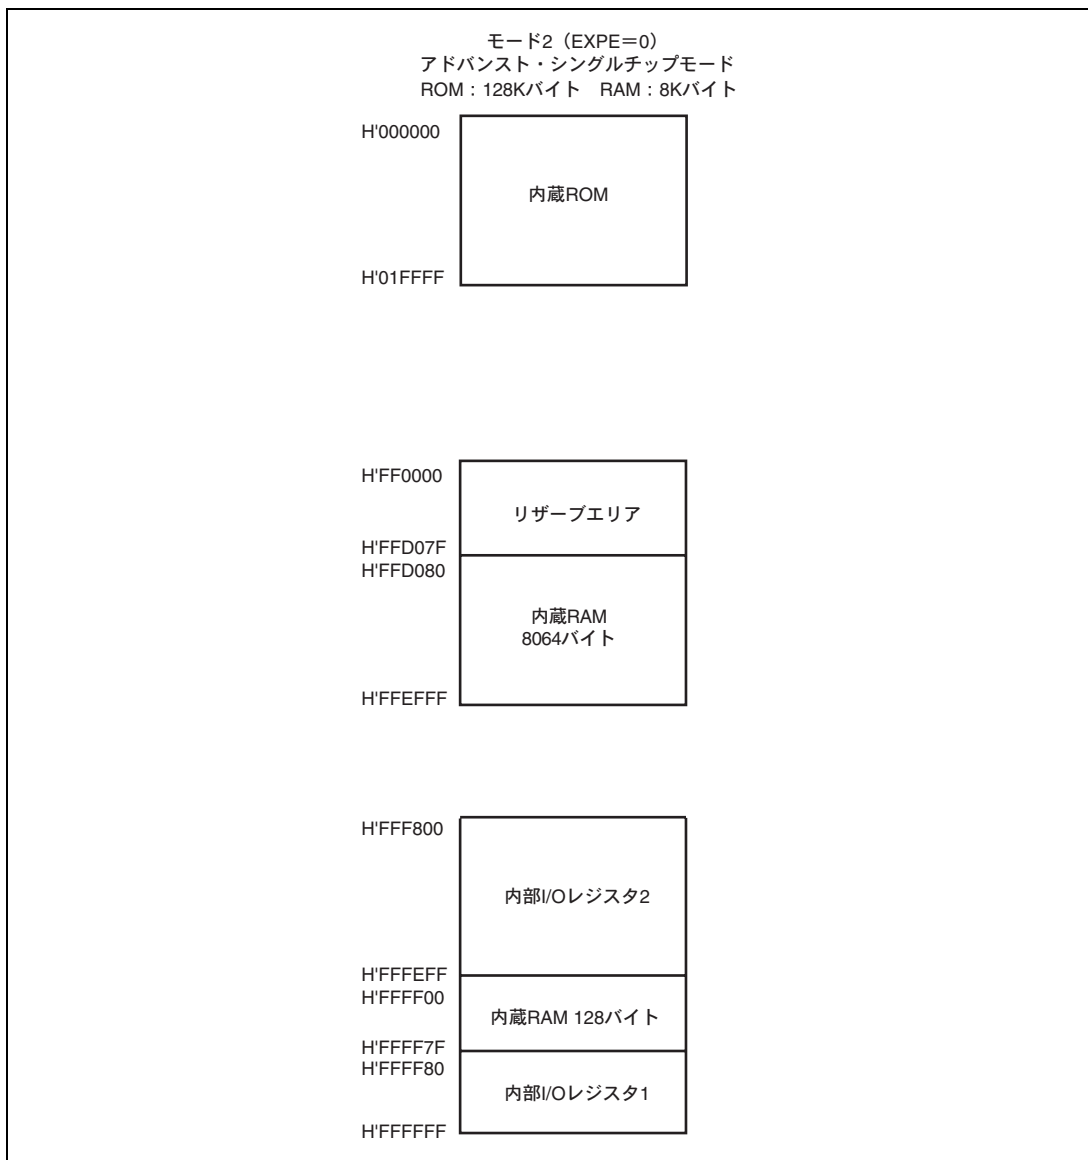 モード2（EXPE＝0）
アドバンスト・シングルチップモード
ROM：128Kバイト　RAM：8Kバイト
H'000000
内蔵ROM
H'01FFFF
H'FF0000
リザーブエリア
H'FFD07F
H'FFD080
内蔵RAM
8064バイト
H'FFEFFF
H'FFF800
内部I/Oレジスタ2
H'FFFEFF
H'FFFF00
内蔵RAM 128バイト
H'FFFF7F
H'FFFF80
内部I/Oレジスタ1
H'FFFFFF